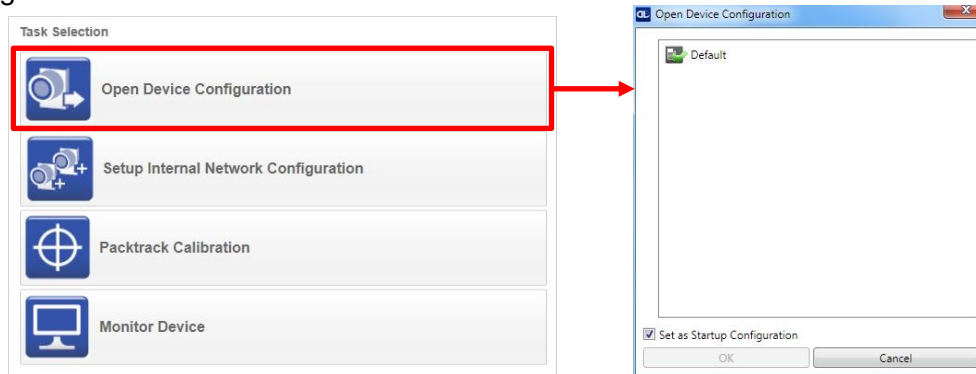 Task Selection
Open Device Configuration
Setup Internal Network Configuration
Packtrack Calibration
Monitor Device
Open Device Configuration
Default
Set as Startup Configuration
OK
Cancel